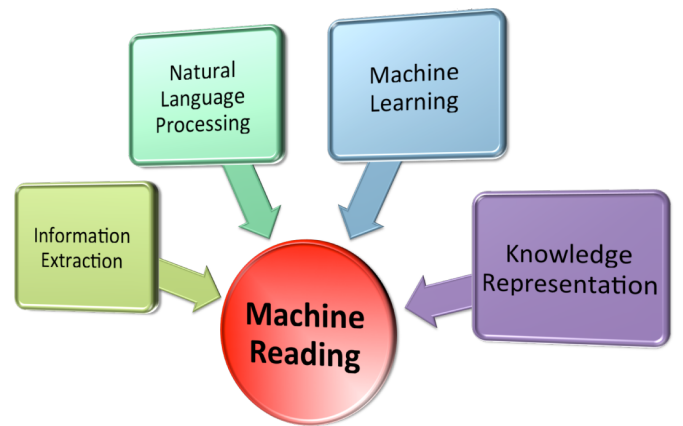 Natural
Language
Processing
Machine
Learning
Information
Extraction
Knowledge
Representation
Machine
Reading